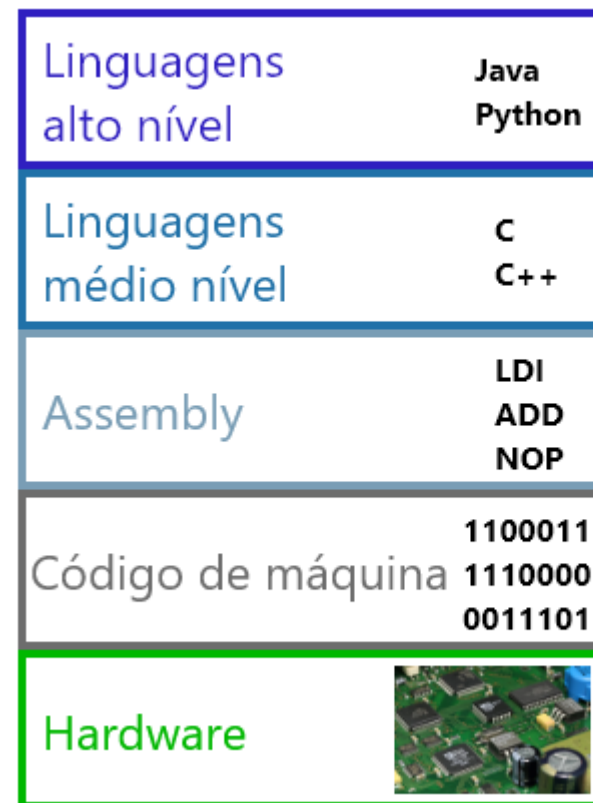 Linguagens
alto nível
Java
Python
Linguagens
médio nível
C
C++
Assembly
LDI
ADD
NOP
Código de máquina
1100011
1110000
0011101
Hardware